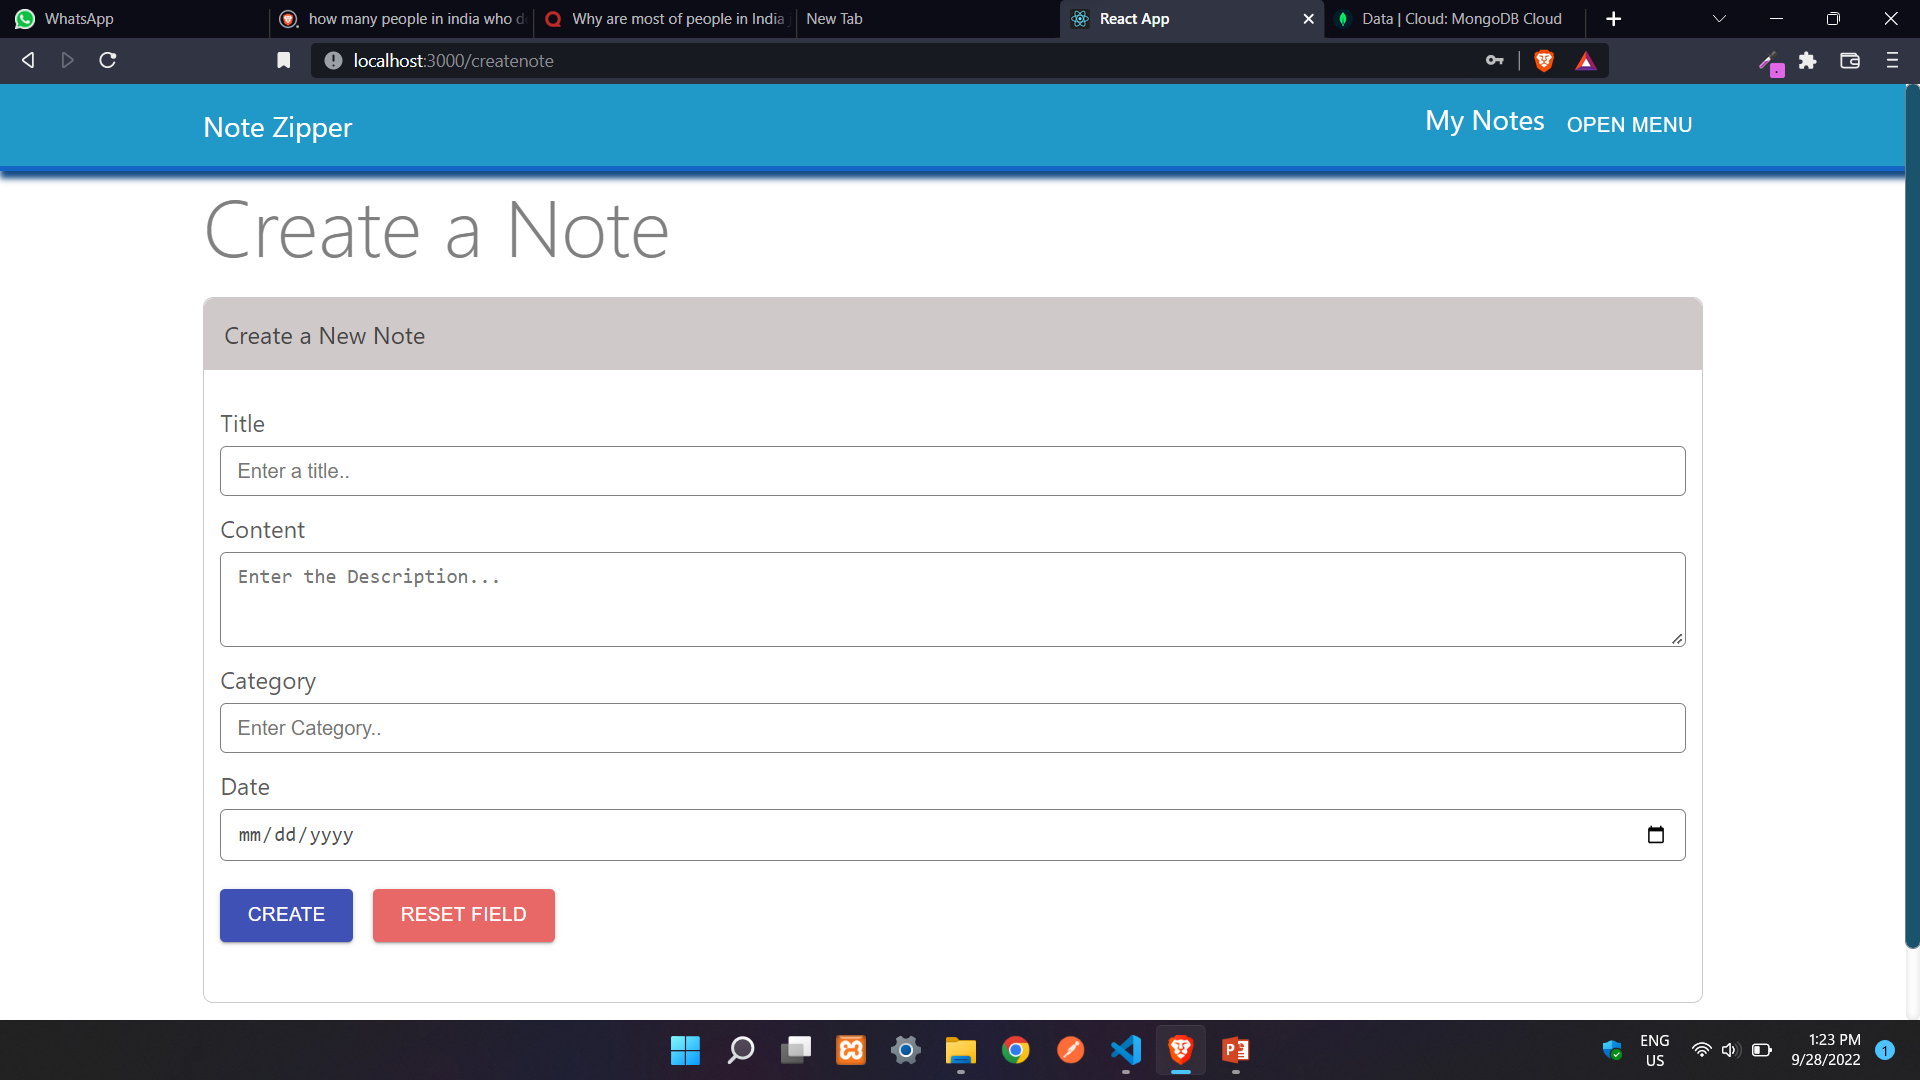 WhatsApp
how many people in india who d
Why are most of people in India
New Tab
React App
Data | Cloud: MongoDB Cloud
localhost:3000/createnote
Note Zipper
My Notes
OPEN MENU
Create a Note
Create a New Note
Title
Enter a title..
Content
Enter the Description...
Category
Enter Category..
Date
mm/dd/yyyy
CREATE
RESET FIELD
ENG
US
1:23 PM
9/28/2022
1